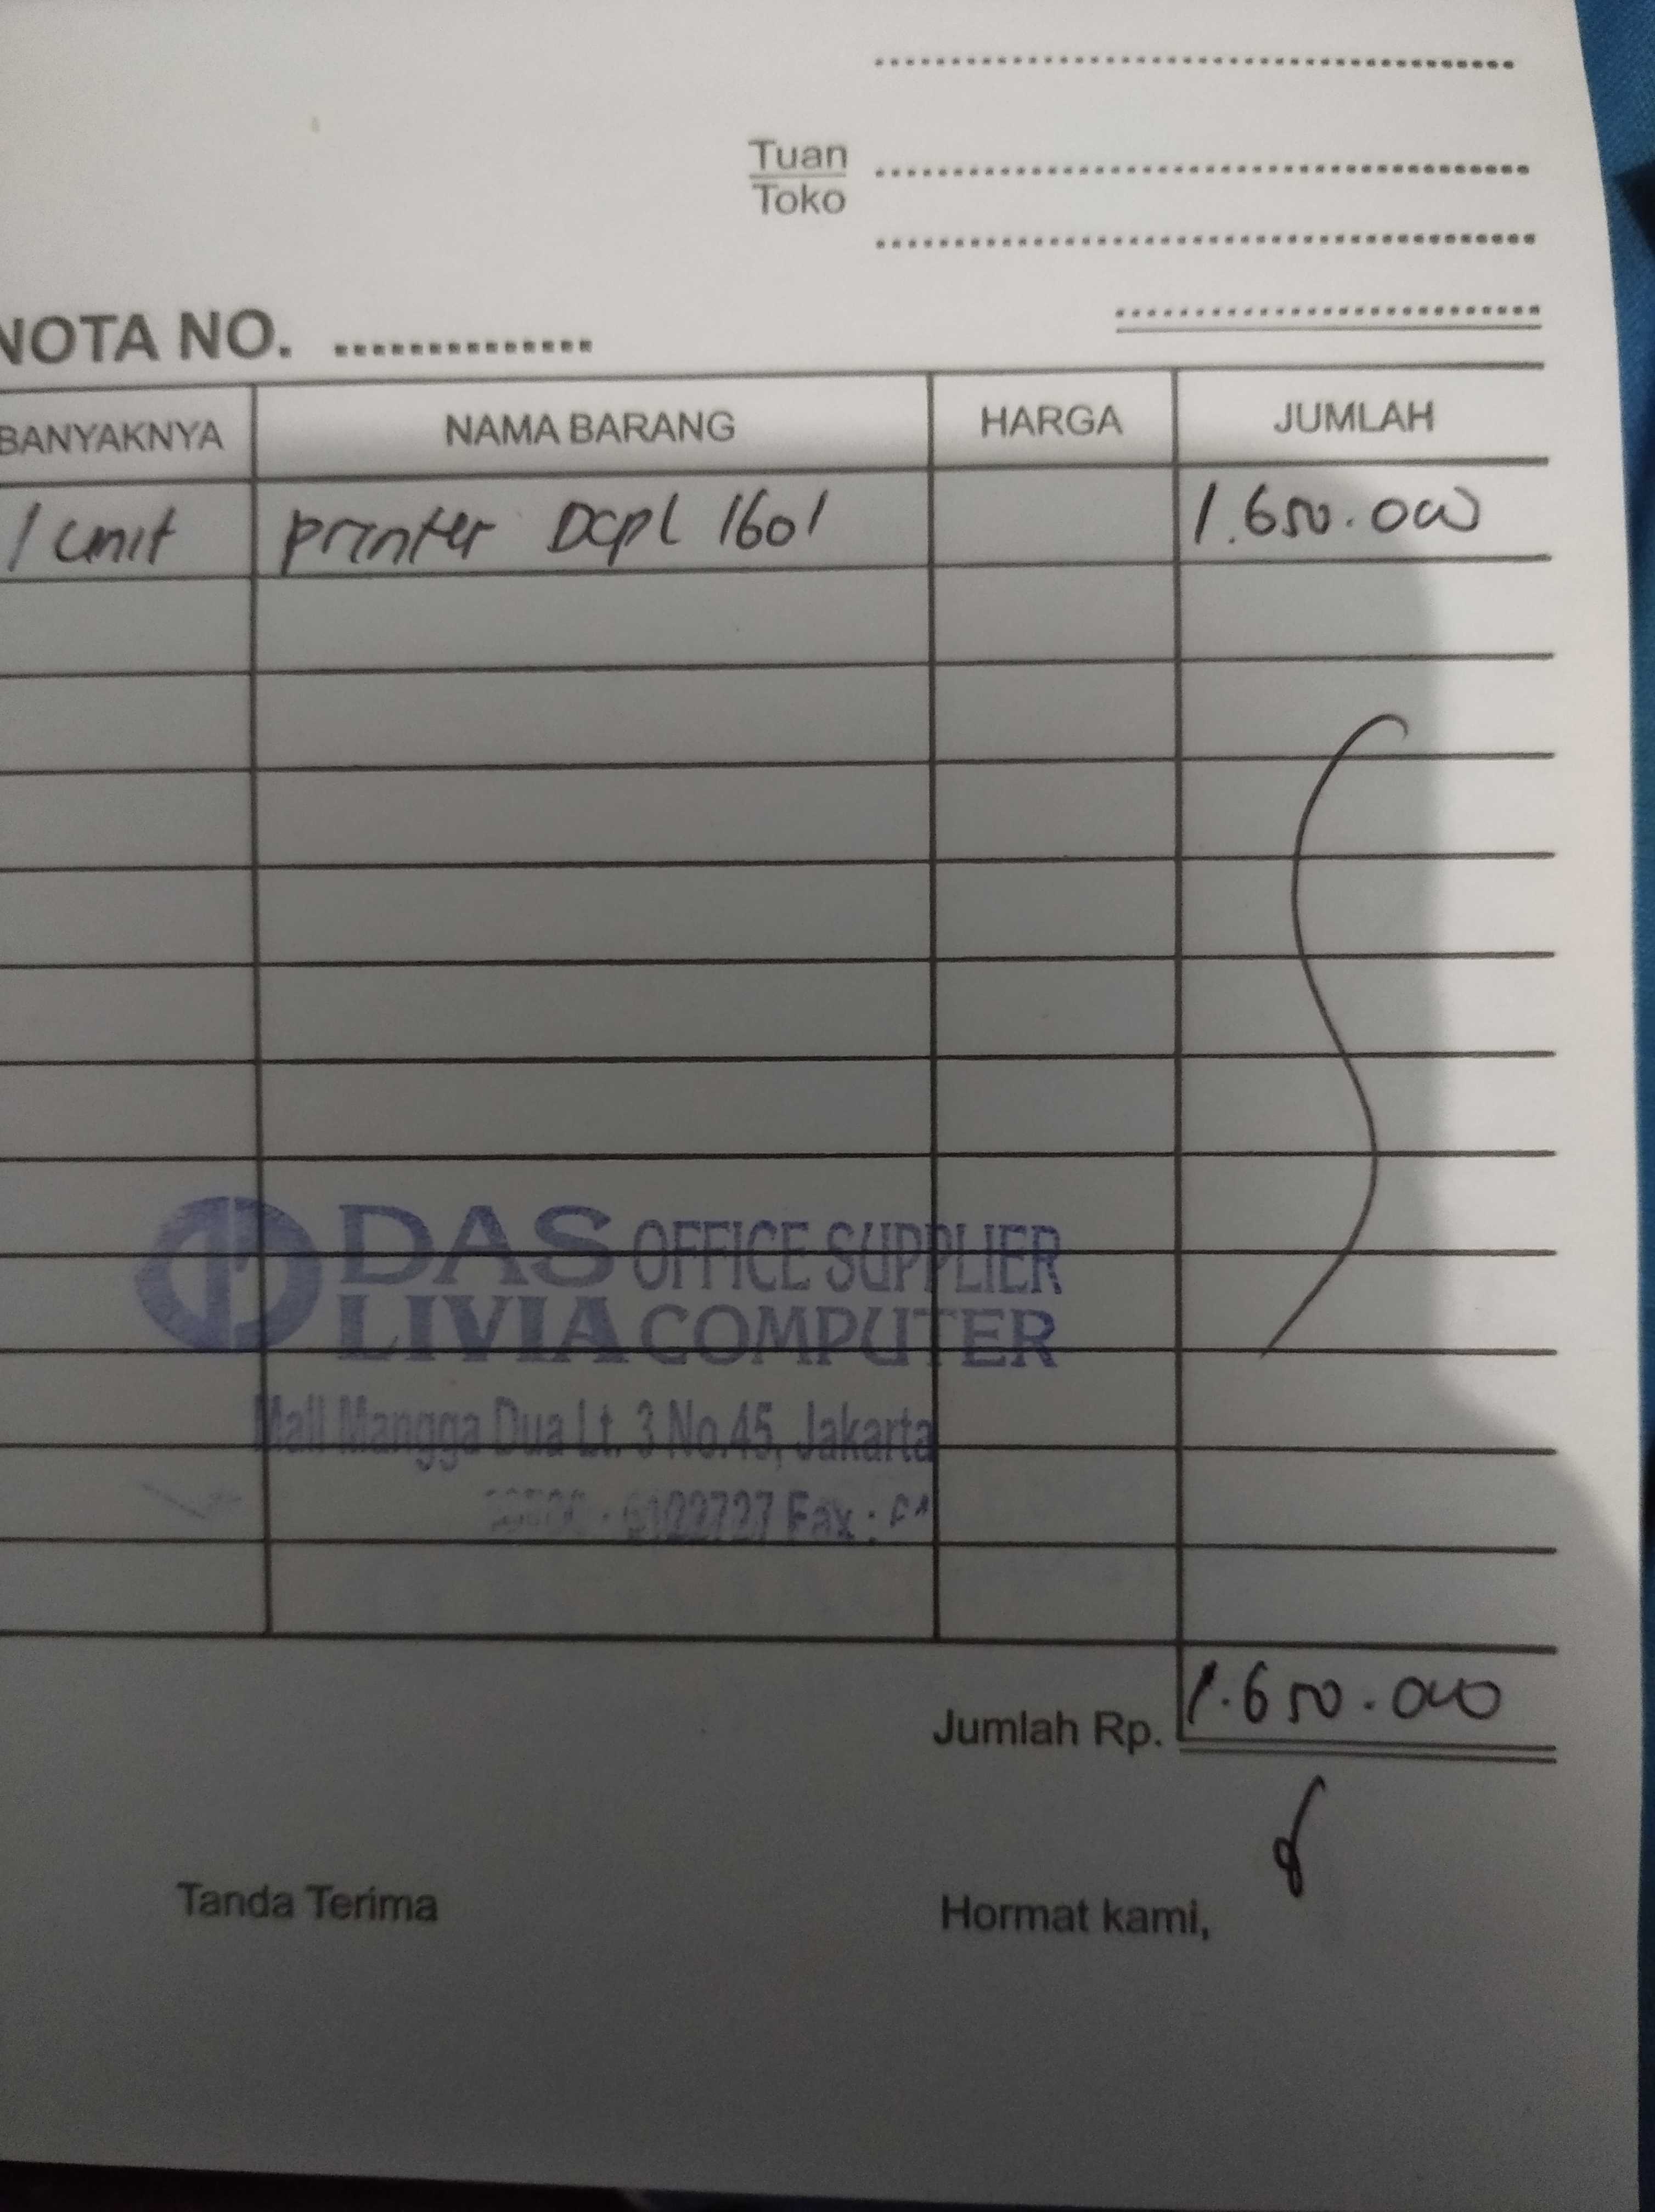 Tuan
Toko
NOTA NO.
BANYAKNYA NAMA BARANG HARGA JUMLAH
1 unit printer Dcpl 1601 1.650.000
DAS OFFICE SUPPLIER
LIVIA COMPUTER
Mall Mangga Dua Lt. 3 No.45, Jakarta
6122727 Fax :
Jumlah Rp. 1.650.000
Tanda Terima Hormat kami,